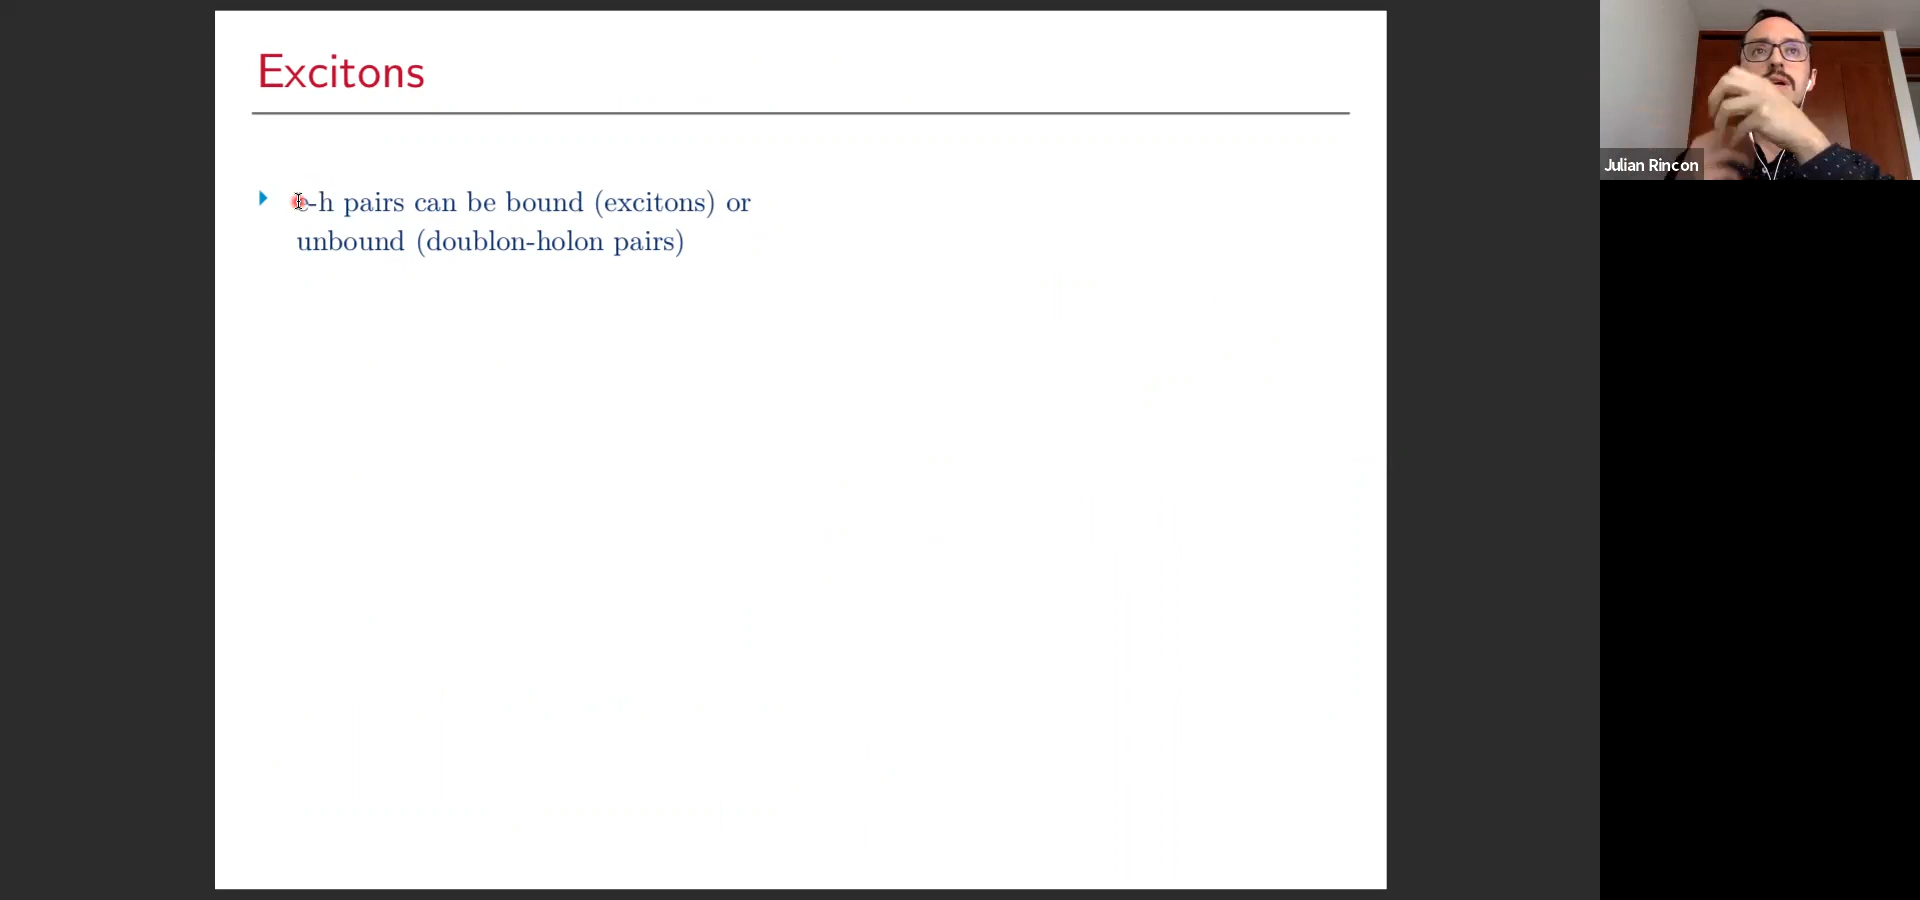 Excitons
e-h pairs can be bound (excitons) or
unbound (doublon-holon pairs)
Julian Rincon